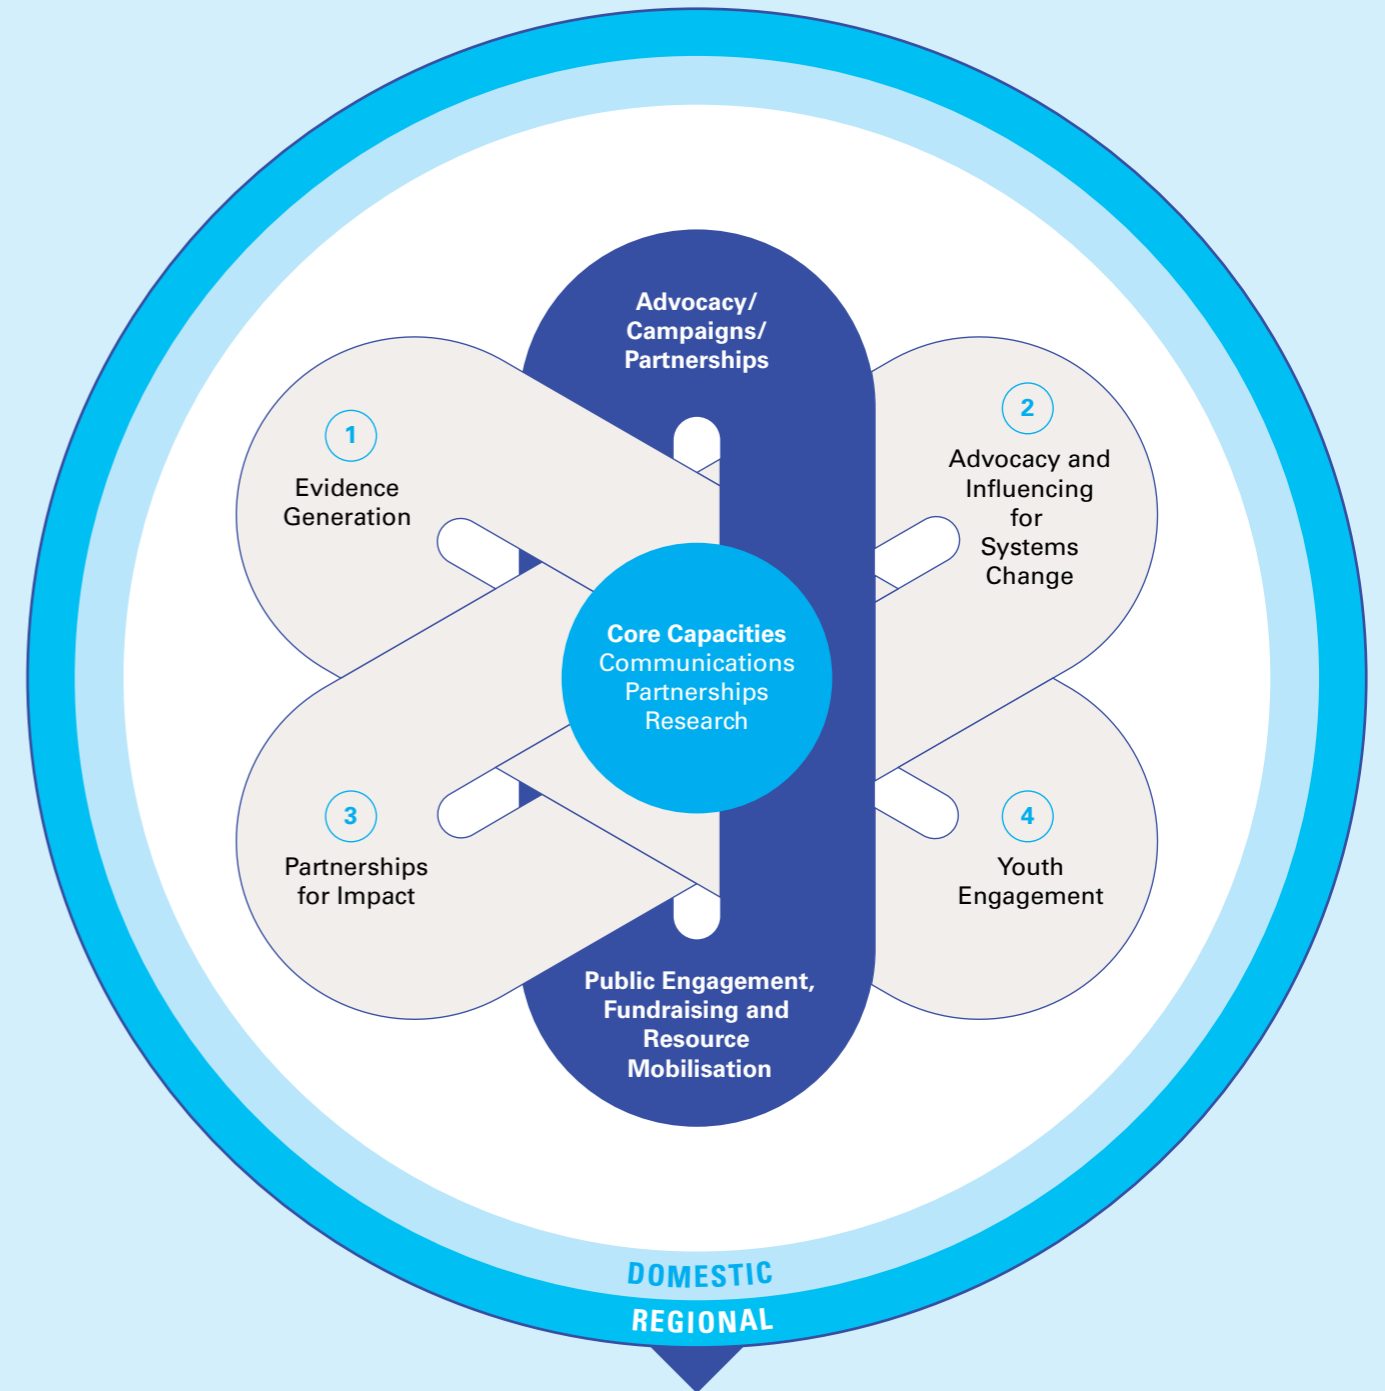 Advocacy/
Campaigns/
Partnerships
1
Evidence
Generation
2
Advocacy and
Influencing
for
Systems
Change
Core Capacities
Communications
Partnerships
Research
3
Partnerships
for Impact
4
Youth
Engagement
Public Engagement,
Fundraising and
Resource
Mobilisation
DOMESTIC
REGIONAL